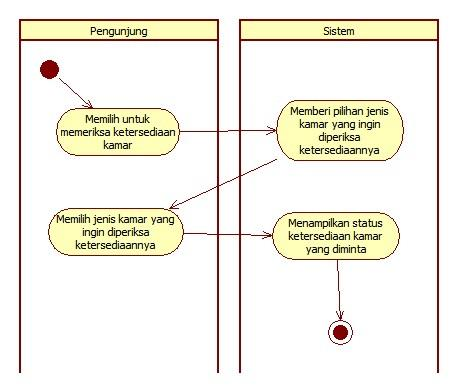 Pengunjung
Sistem
Memilih untuk
memeriksa ketersediaan
kamar
Memberi pilihan jenis
kamar yang ingin
diperiksa
ketersediaannya
Memilih jenis kamar yang
ingin diperiksa
ketersediaannya
Menampilkan status
ketersediaan kamar
yang diminta